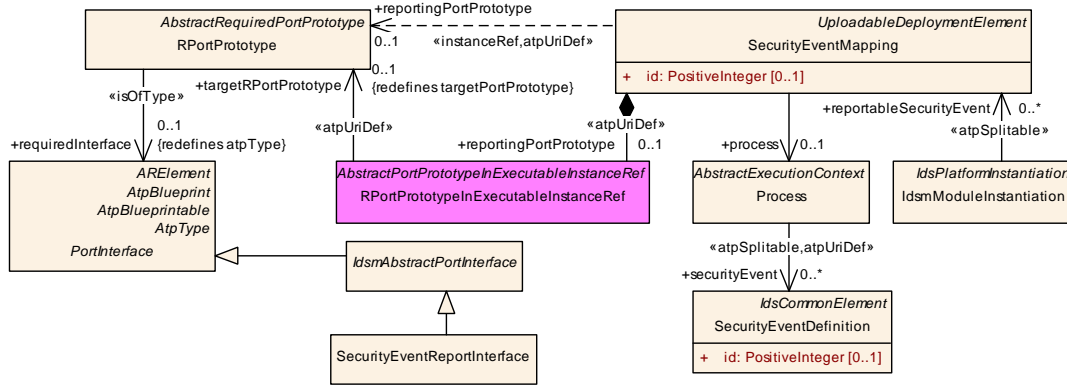 AbstractRequiredPortPrototype
RPortPrototype
+reportingPortPrototype
0..1
«instanceRef,atpUriDef»
UploadableDeploymentElement
SecurityEventMapping
+ id: PositiveInteger [0..1]
«isOfType»
+requiredInterface
0..1
{redefines atpType}
+targetRPortPrototype
0..1
{redefines targetPortPrototype}
«atpUriDef»
«atpUriDef»
+reportingPortPrototype
0..1
+reportableSecurityEvent
0..*
«atpSplitable»
+process
0..1
ARElement
AtpBlueprint
AtpBlueprintable
AtpType
PortInterface
AbstractPortPrototypeInExecutableInstanceRef
RPortPrototypeInExecutableInstanceRef
AbstractExecutionContext
Process
IdsPlatformInstantiation
IdsmModuleInstantiation
«atpSplitable,atpUriDef»
+securityEvent
0..*
IdsmAbstractPortInterface
IdsCommonElement
SecurityEventDefinition
+ id: PositiveInteger [0..1]
SecurityEventReportInterface